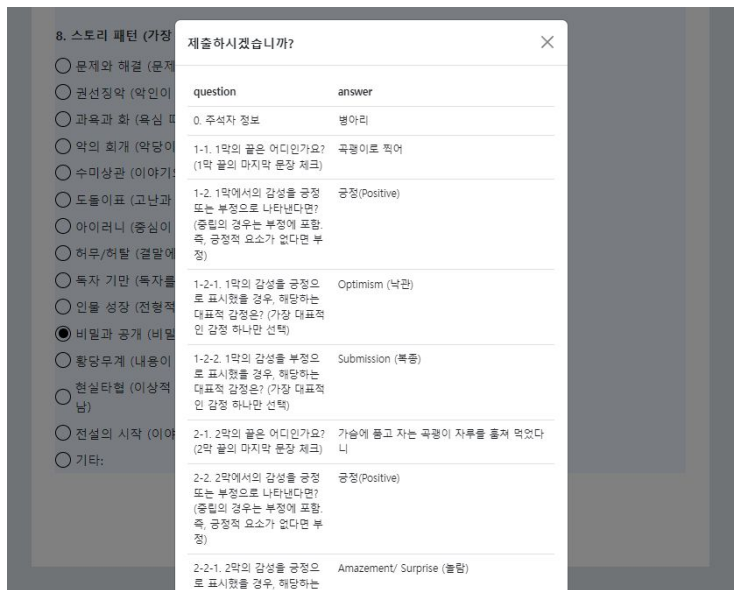 8. 스토리 패턴 (가장
문제와 해결 (문제
권선징악 (악인이
과욕과 화 (욕심
악의 회개 (악당이
수미상관 (이야기
도돌이표 (고난과
아이러니 (중심이
허무/허탈 (결말에
독자 기만 (독자를
인물 성장 (전형적
비밀과 공개 (비밀
황당무계 (내용이
현실타협 (이상적
남)
전설의 시작 (이야
기타:
제출하시겠습니까?
question answer
0. 주석자 정보 병아리
1-1. 1막의 끝은 어디인가요? 곡괭이로 찍어
(1막 끝의 마지막 문장 체크)
1-2. 1막에서의 감성을 긍정 긍정(Positive)
또는 부정으로 나타낸다면?
(중립의 경우는 부정에 포함.
즉, 긍정적 요소가 없다면 부
정)
1-2-1. 1막의 감성을 긍정으 Optimism (낙관)
로 표시했을 경우, 해당하는
대표적 감정은? (가장 대표적
인 감정 하나만 선택)
1-2-2. 1막의 감성을 부정으 Submission (복종)
로 표시했을 경우, 해당하는
대표적 감정은? (가장 대표적
인 감정 하나만 선택)
2-1. 2막의 끝은 어디인가요? 가슴에 품고 자는 곡괭이 자루를 훔쳐 먹었다
(2막 끝의 마지막 문장 체크) 니
2-2. 2막에서의 감성을 긍정 긍정(Positive)
또는 부정으로 나타낸다면?
(중립의 경우는 부정에 포함.
즉, 긍정적 요소가 없다면 부
정)
2-2-1. 2막의 감성을 긍정으 Amazement/ Surprise (놀람)
로 표시했을 경우, 해당하는